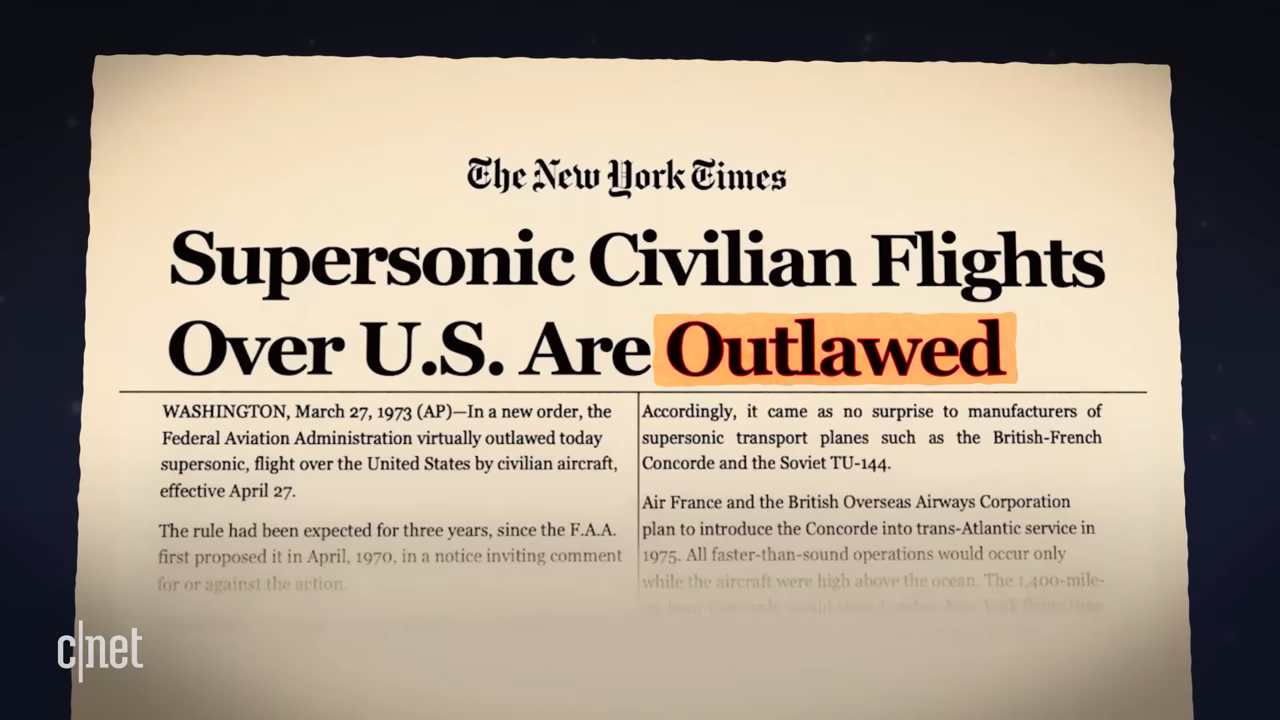 The New York Times
Supersonic Civilian Flights
Over U.S. Are Outlawed
WASHINGTON, March 27, 1973 (AP)—In a new order, the
Federal Aviation Administration virtually outlawed today
supersonic, flight over the United States by civilian aircraft,
effective April 27.
The rule had been expected for three years, since the F.A.A.
first proposed it in April, 1970, in a notice inviting comment
for or against the action.
Accordingly, it came as no surprise to manufacturers of
supersonic transport planes such as the British-French
Concorde and the Soviet TU-144.
Air France and the British Overseas Airways Corporation
plan to introduce the Concorde into trans-Atlantic service in
1975. All faster-than-sound operations would occur only
while the aircraft were high above the ocean. The 1,400-mile-
c|net